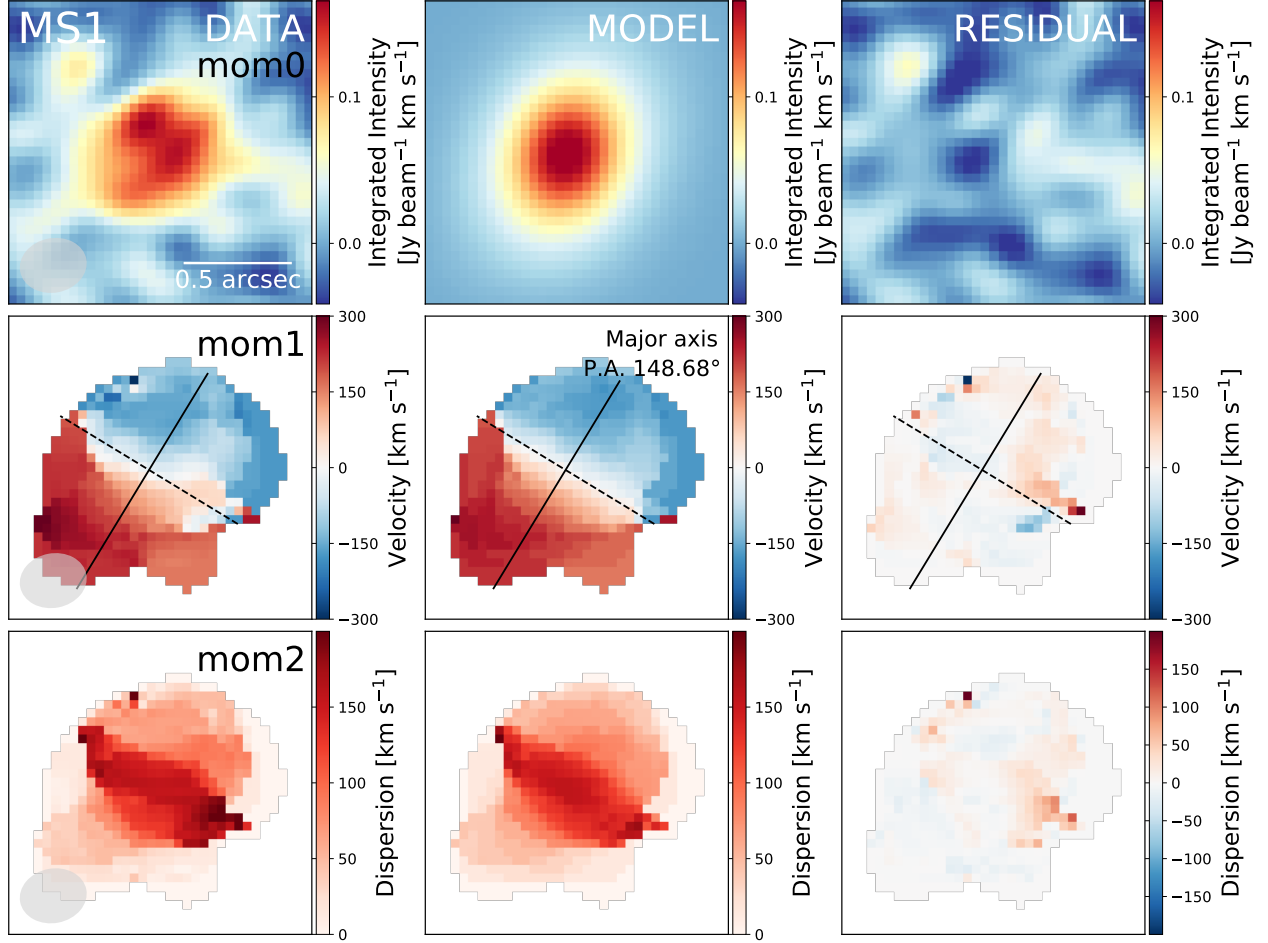 MS1 DATA
mom0
0.5 arcsec
0.1
0.0
Integrated Intensity
[Jy beam⁻¹ km s⁻¹]
MODEL
0.1
0.0
Integrated Intensity
[Jy beam⁻¹ km s⁻¹]
RESIDUAL
0.1
0.0
Integrated Intensity
[Jy beam⁻¹ km s⁻¹]
mom1
300
150
0
−150
−300
Velocity [km s⁻¹]
Major axis
P.A. 148.68°
300
150
0
−150
−300
Velocity [km s⁻¹]
300
150
0
−150
−300
Velocity [km s⁻¹]
mom2
150
100
50
0
Dispersion [km s⁻¹]
150
100
50
0
Dispersion [km s⁻¹]
150
100
50
0
−50
−100
−150
Dispersion [km s⁻¹]